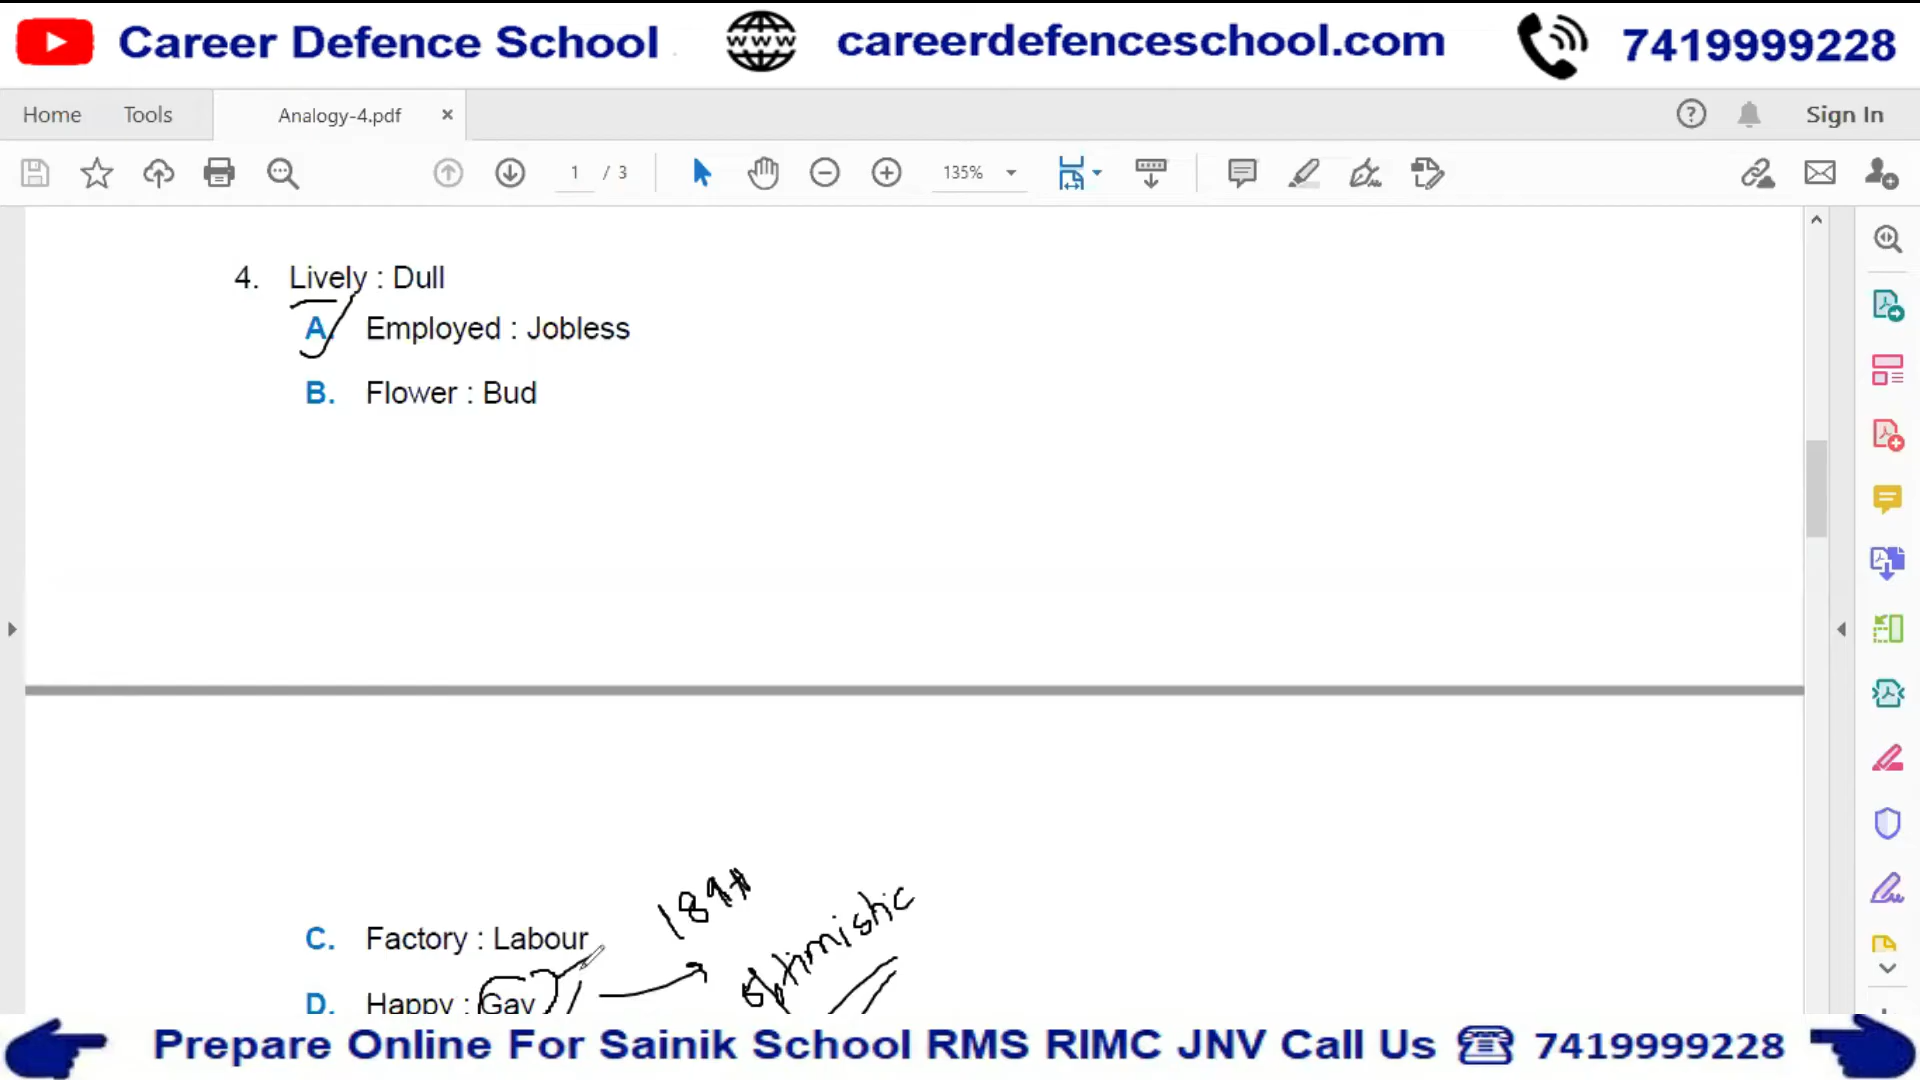 Career Defence School
www
careerdefenceschool.com
7419999228
Home
Tools
Analogy-4.pdf
Sign In
1 / 3
135%
4. Lively : Dull
A. Employed : Jobless
B. Flower : Bud
C. Factory : Labour
D. Happy : Gay
optimistic
Prepare Online For Sainik School RMS RIMC JNV Call Us
7419999228